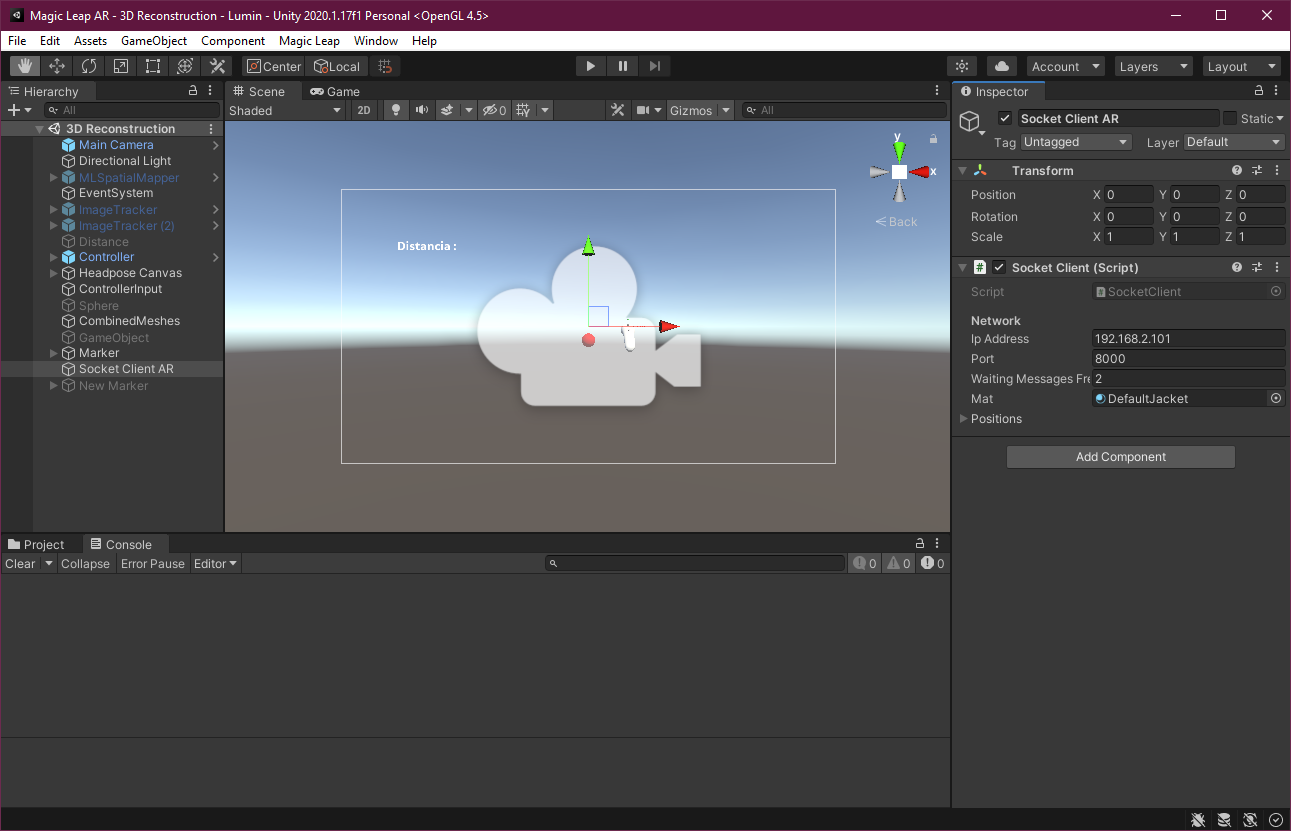 Magic Leap AR - 3D Reconstruction - Lumin - Unity 2020.1.17f1 Personal <OpenGL 4.5>
File Edit Assets GameObject Component Magic Leap Window Help
Center Local Account Layers Layout
Hierarchy
All
3D Reconstruction
Main Camera
Directional Light
MLSpatialMapper
EventSystem
ImageTracker
ImageTracker (2)
Distance
Controller
Headpose Canvas
ControllerInput
Sphere
CombinedMeshes
GameObject
Marker
Socket Client AR
New Marker
Scene Game
Shaded 2D 0 Gizmos All
y
x
Back
Distancia :
Inspector
Socket Client AR Static
Tag Untagged Layer Default
Transform
Position X 0 Y 0 Z 0
Rotation X 0 Y 0 Z 0
Scale X 1 Y 1 Z 1
# Socket Client (Script)
Script SocketClient
Network
Ip Address 192.168.2.101
Port 8000
Waiting Messages Fre 2
Mat DefaultJacket
Positions
Add Component
Project Console
Clear Collapse Error Pause Editor 0 0 0